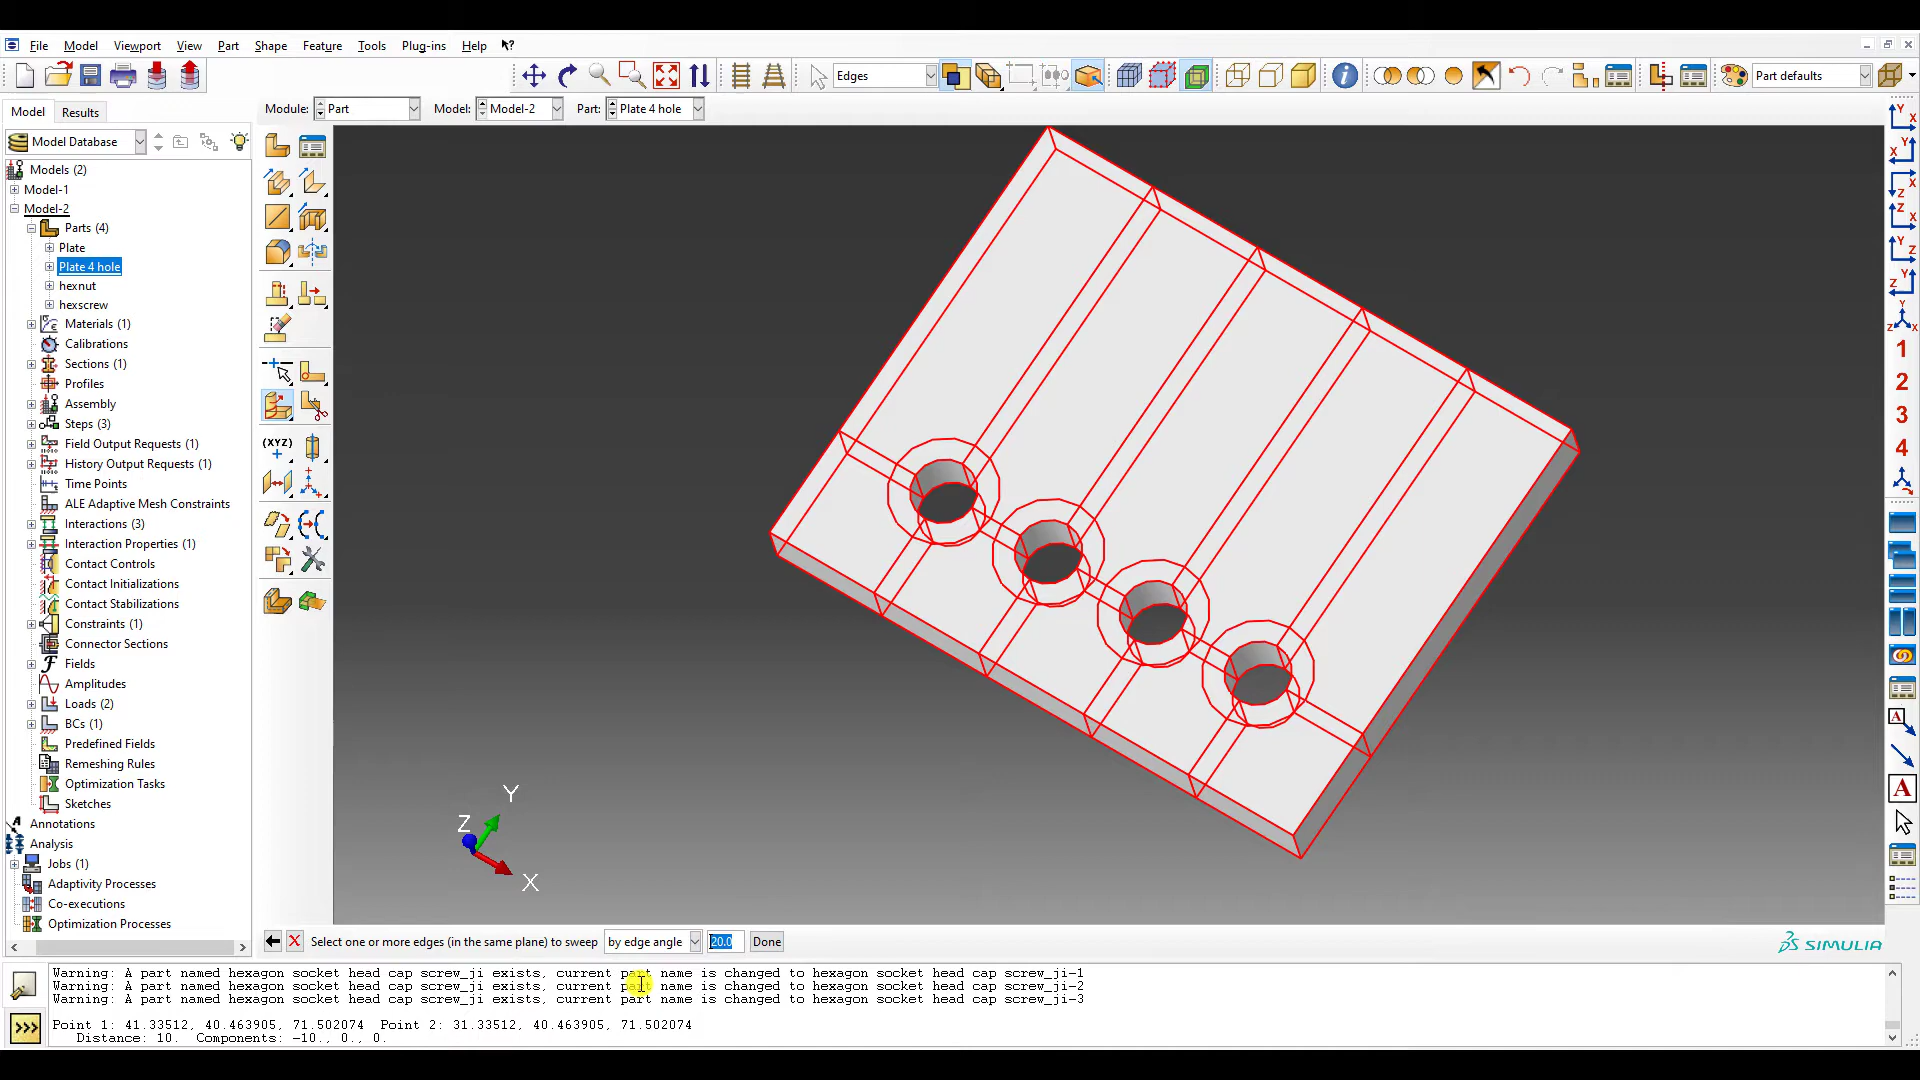 File Model Viewport View Part Shape Feature Tools Plug-ins Help
Edges
Part defaults
Model Results
Module: Part Model: Model-2 Part: Plate 4 hole
Model Database
Models (2)
Model-1
Model-2
Parts (4)
Plate
Plate 4 hole
hexnut
hexscrew
Materials (1)
Calibrations
Sections (1)
Profiles
Assembly
Steps (3)
Field Output Requests (1)
History Output Requests (1)
Time Points
ALE Adaptive Mesh Constraints
Interactions (3)
Interaction Properties (1)
Contact Controls
Contact Initializations
Contact Stabilizations
Constraints (1)
Connector Sections
Fields
Amplitudes
Loads (2)
BCs (1)
Predefined Fields
Remeshing Rules
Optimization Tasks
Sketches
Annotations
Analysis
Jobs (1)
Adaptivity Processes
Co-executions
Optimization Processes
(XYZ)
Y
Z
X
1
2
3
4
Select one or more edges (in the same plane) to sweep by edge angle 20.0 Done
SIMULIA
Warning: A part named hexagon socket head cap screw_ji exists, current part name is changed to hexagon socket head cap screw_ji-1
Warning: A part named hexagon socket head cap screw_ji exists, current part name is changed to hexagon socket head cap screw_ji-2
Warning: A part named hexagon socket head cap screw_ji exists, current part name is changed to hexagon socket head cap screw_ji-3
Point 1: 41.33512, 40.463905, 71.502074 Point 2: 31.33512, 40.463905, 71.502074
Distance: 10. Components: -10., 0., 0.